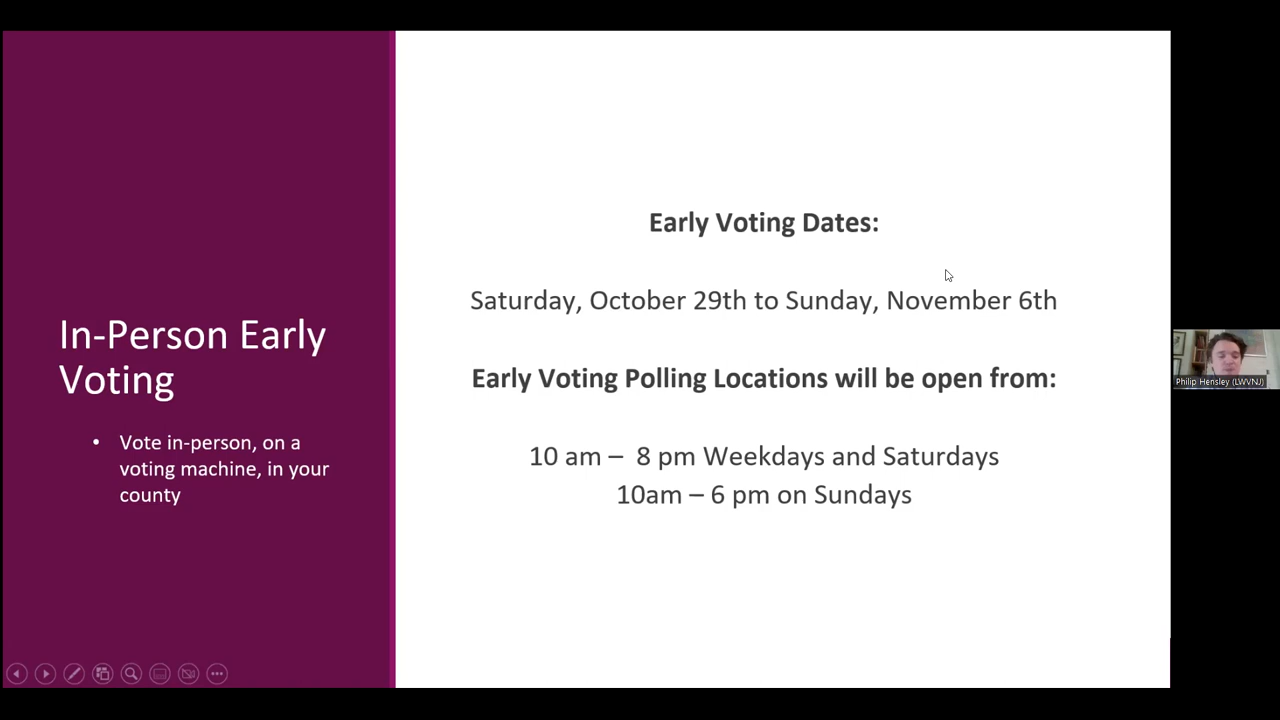 In-Person Early
Voting
• Vote in-person, on a
voting machine, in your
county
Early Voting Dates:
Saturday, October 29th to Sunday, November 6th
Early Voting Polling Locations will be open from:
10 am – 8 pm Weekdays and Saturdays
10am – 6 pm on Sundays
Philip Hensley (LWVNJ)